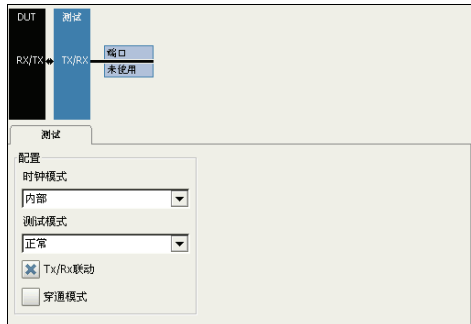 DUT 测试
端口
RX/TX TX/RX
未使用
测试
配置
时钟模式
内部
测试模式
正常
Tx/Rx联动
穿通模式